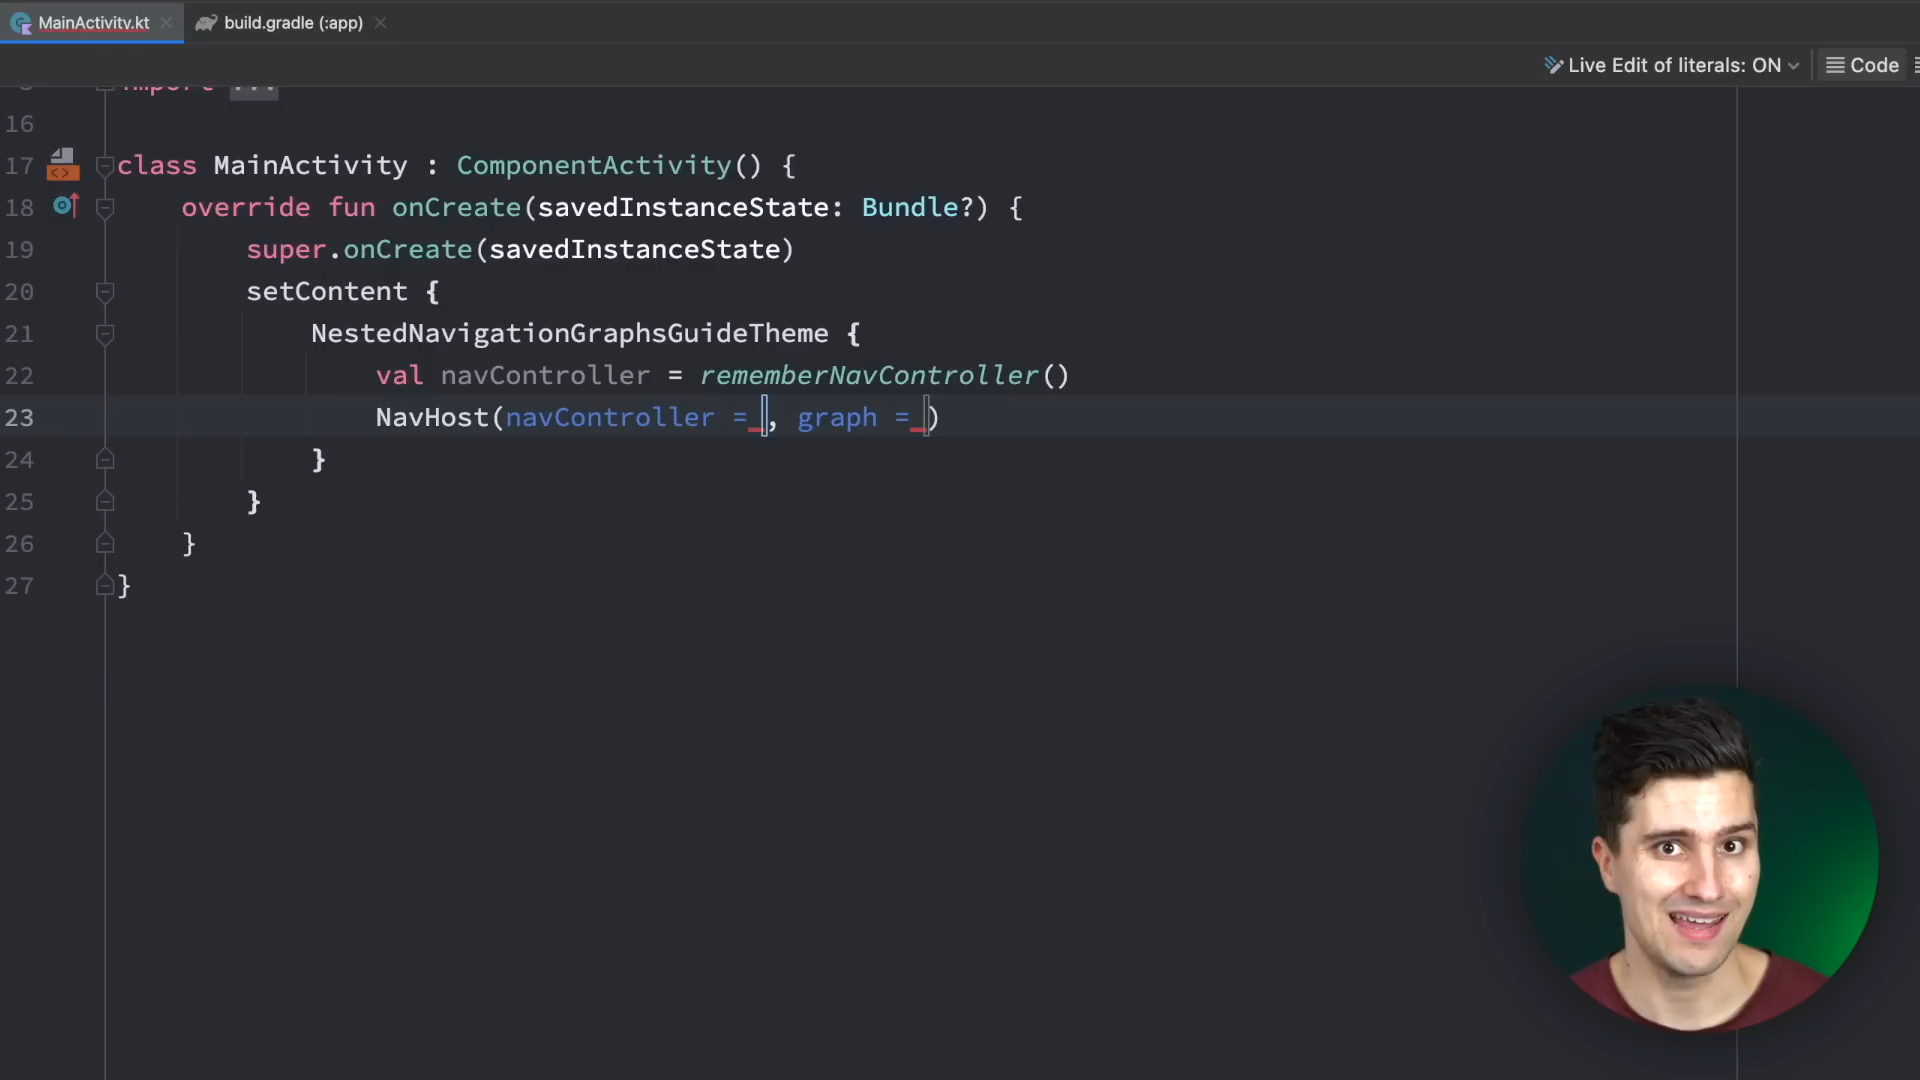 MainActivity.kt
build.gradle (:app)
Live Edit of literals: ON
Code
import ...
16
17 class MainActivity : ComponentActivity() {
18 override fun onCreate(savedInstanceState: Bundle?) {
19 super.onCreate(savedInstanceState)
20 setContent {
21 NestedNavigationGraphsGuideTheme {
22 val navController = rememberNavController()
23 NavHost(navController = , graph = )
24 }
25 }
26 }
27 }